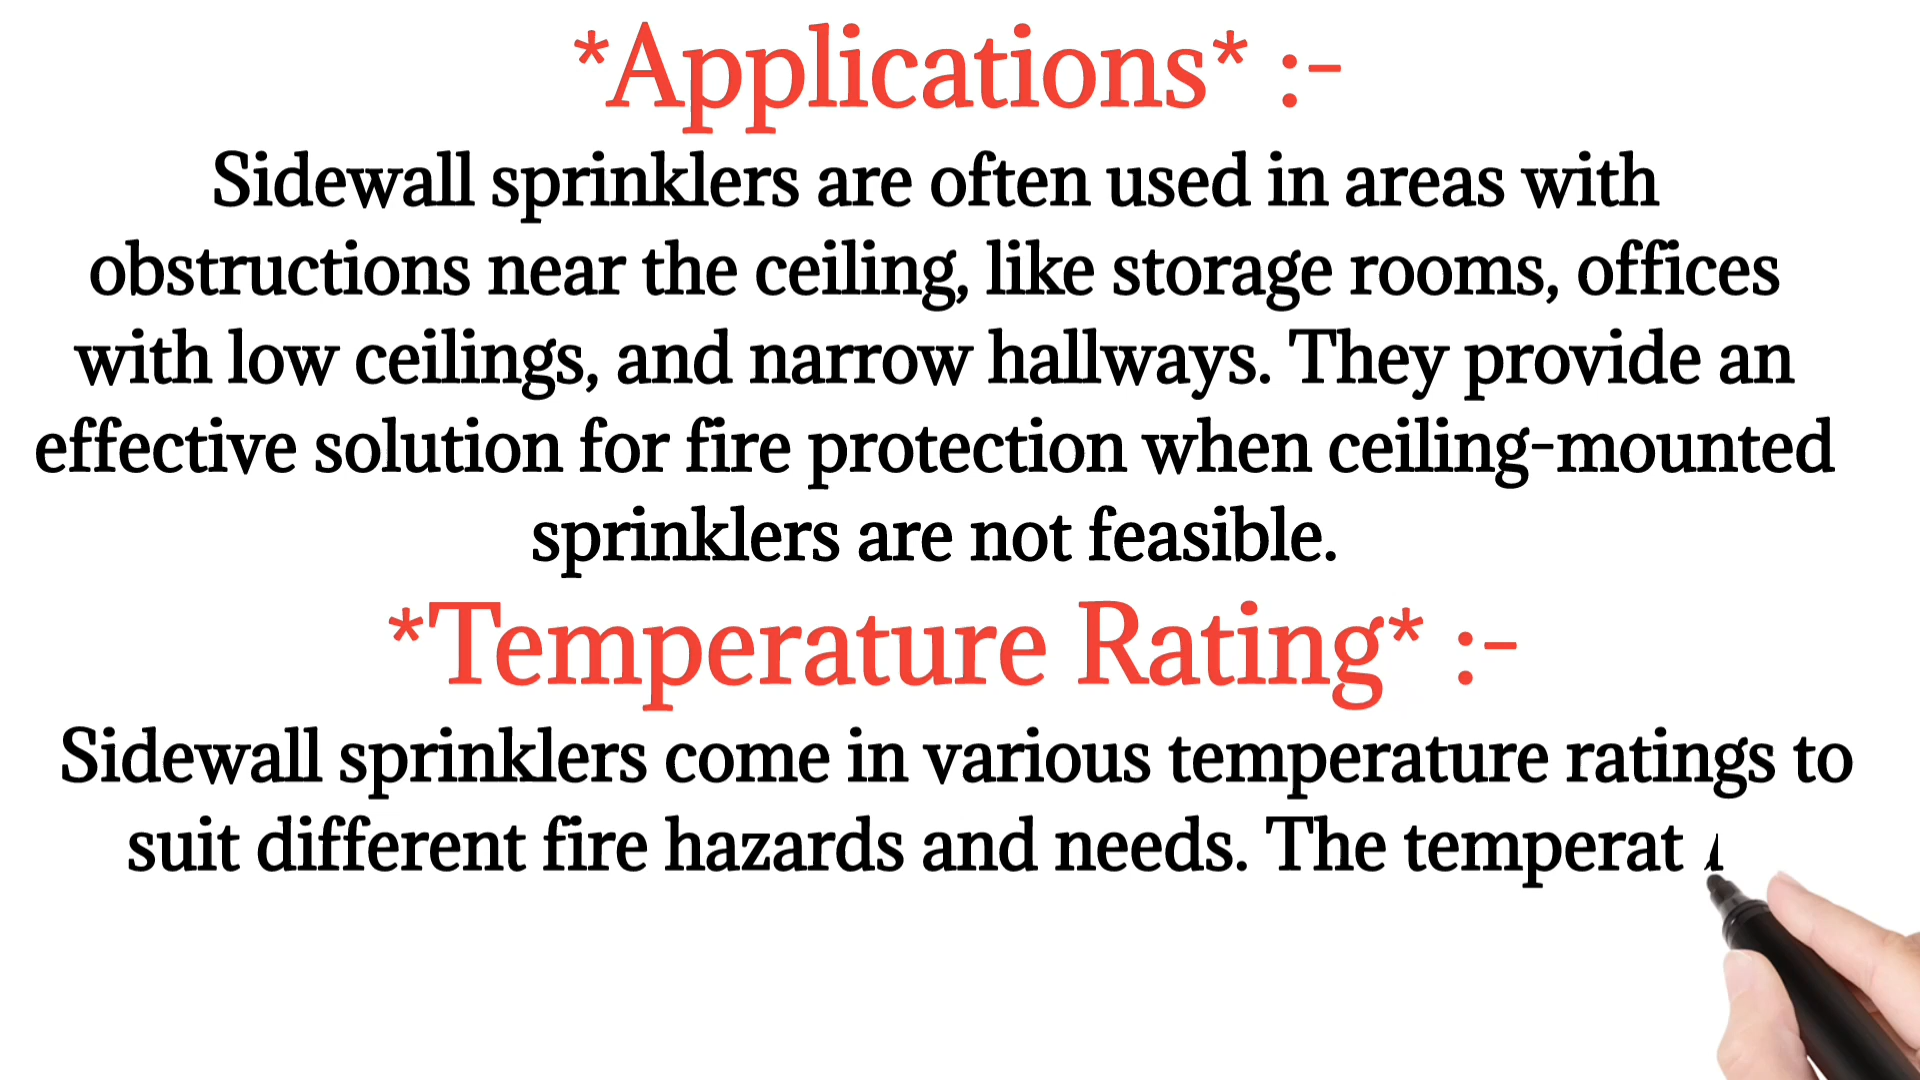 *Applications* :-
Sidewall sprinklers are often used in areas with
obstructions near the ceiling, like storage rooms, offices
with low ceilings, and narrow hallways. They provide an
effective solution for fire protection when ceiling-mounted
sprinklers are not feasible.
*Temperature Rating* :-
Sidewall sprinklers come in various temperature ratings to
suit different fire hazards and needs. The temperat